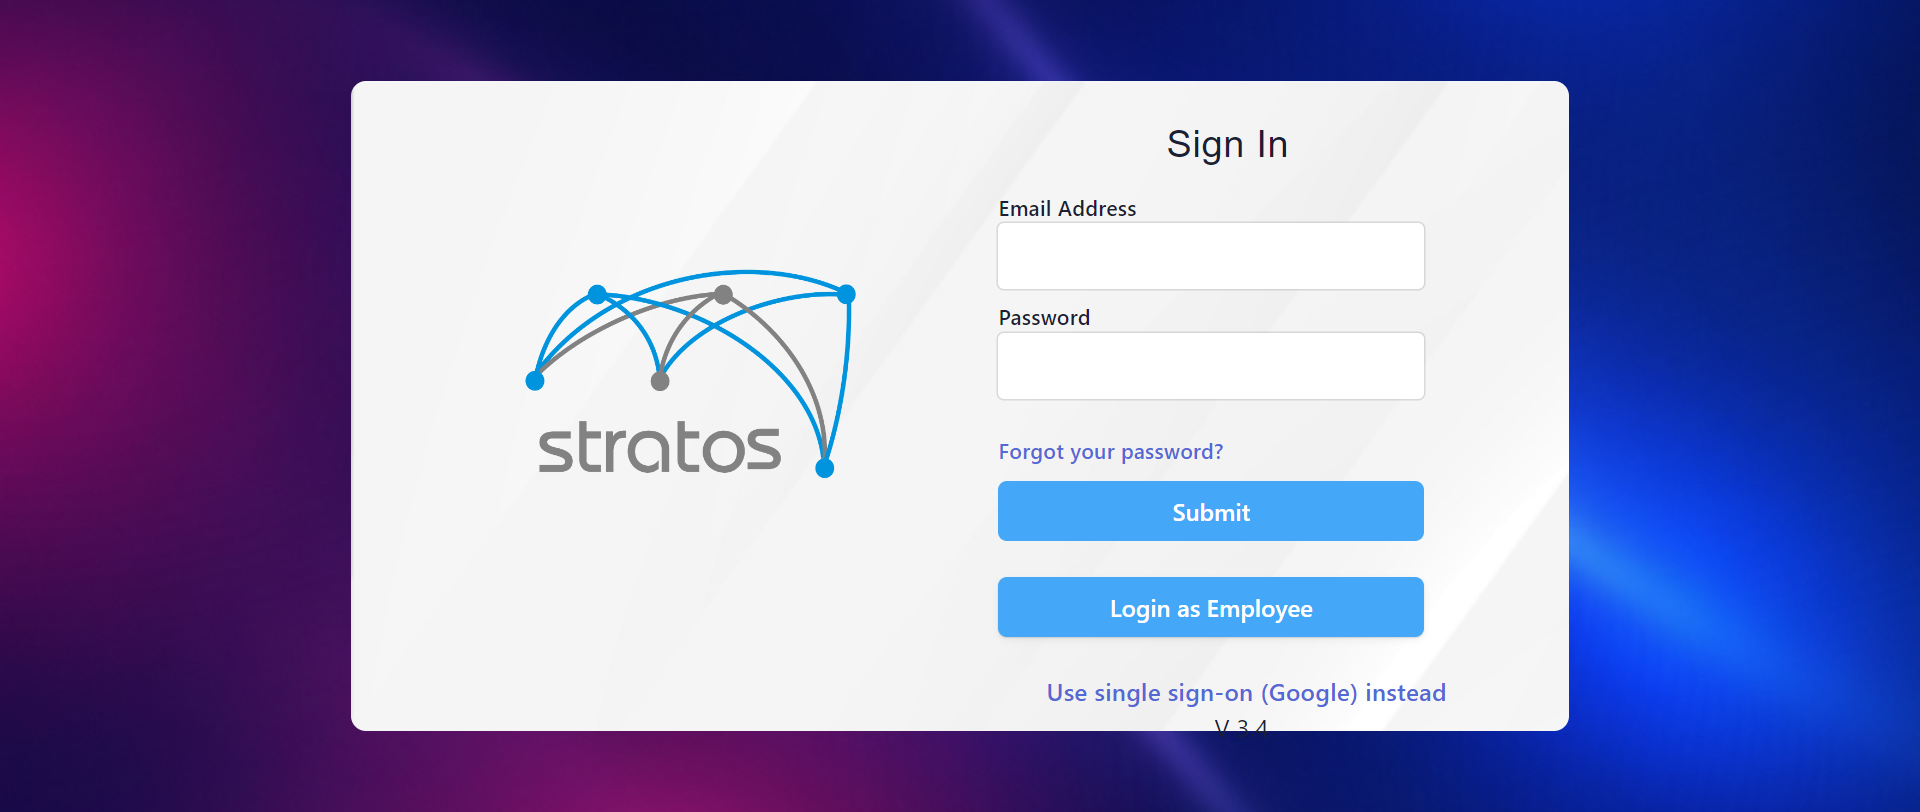 stratos
Sign In
Email Address
Password
Forgot your password?
Submit
Login as Employee
Use single sign-on (Google) instead
V 3.4